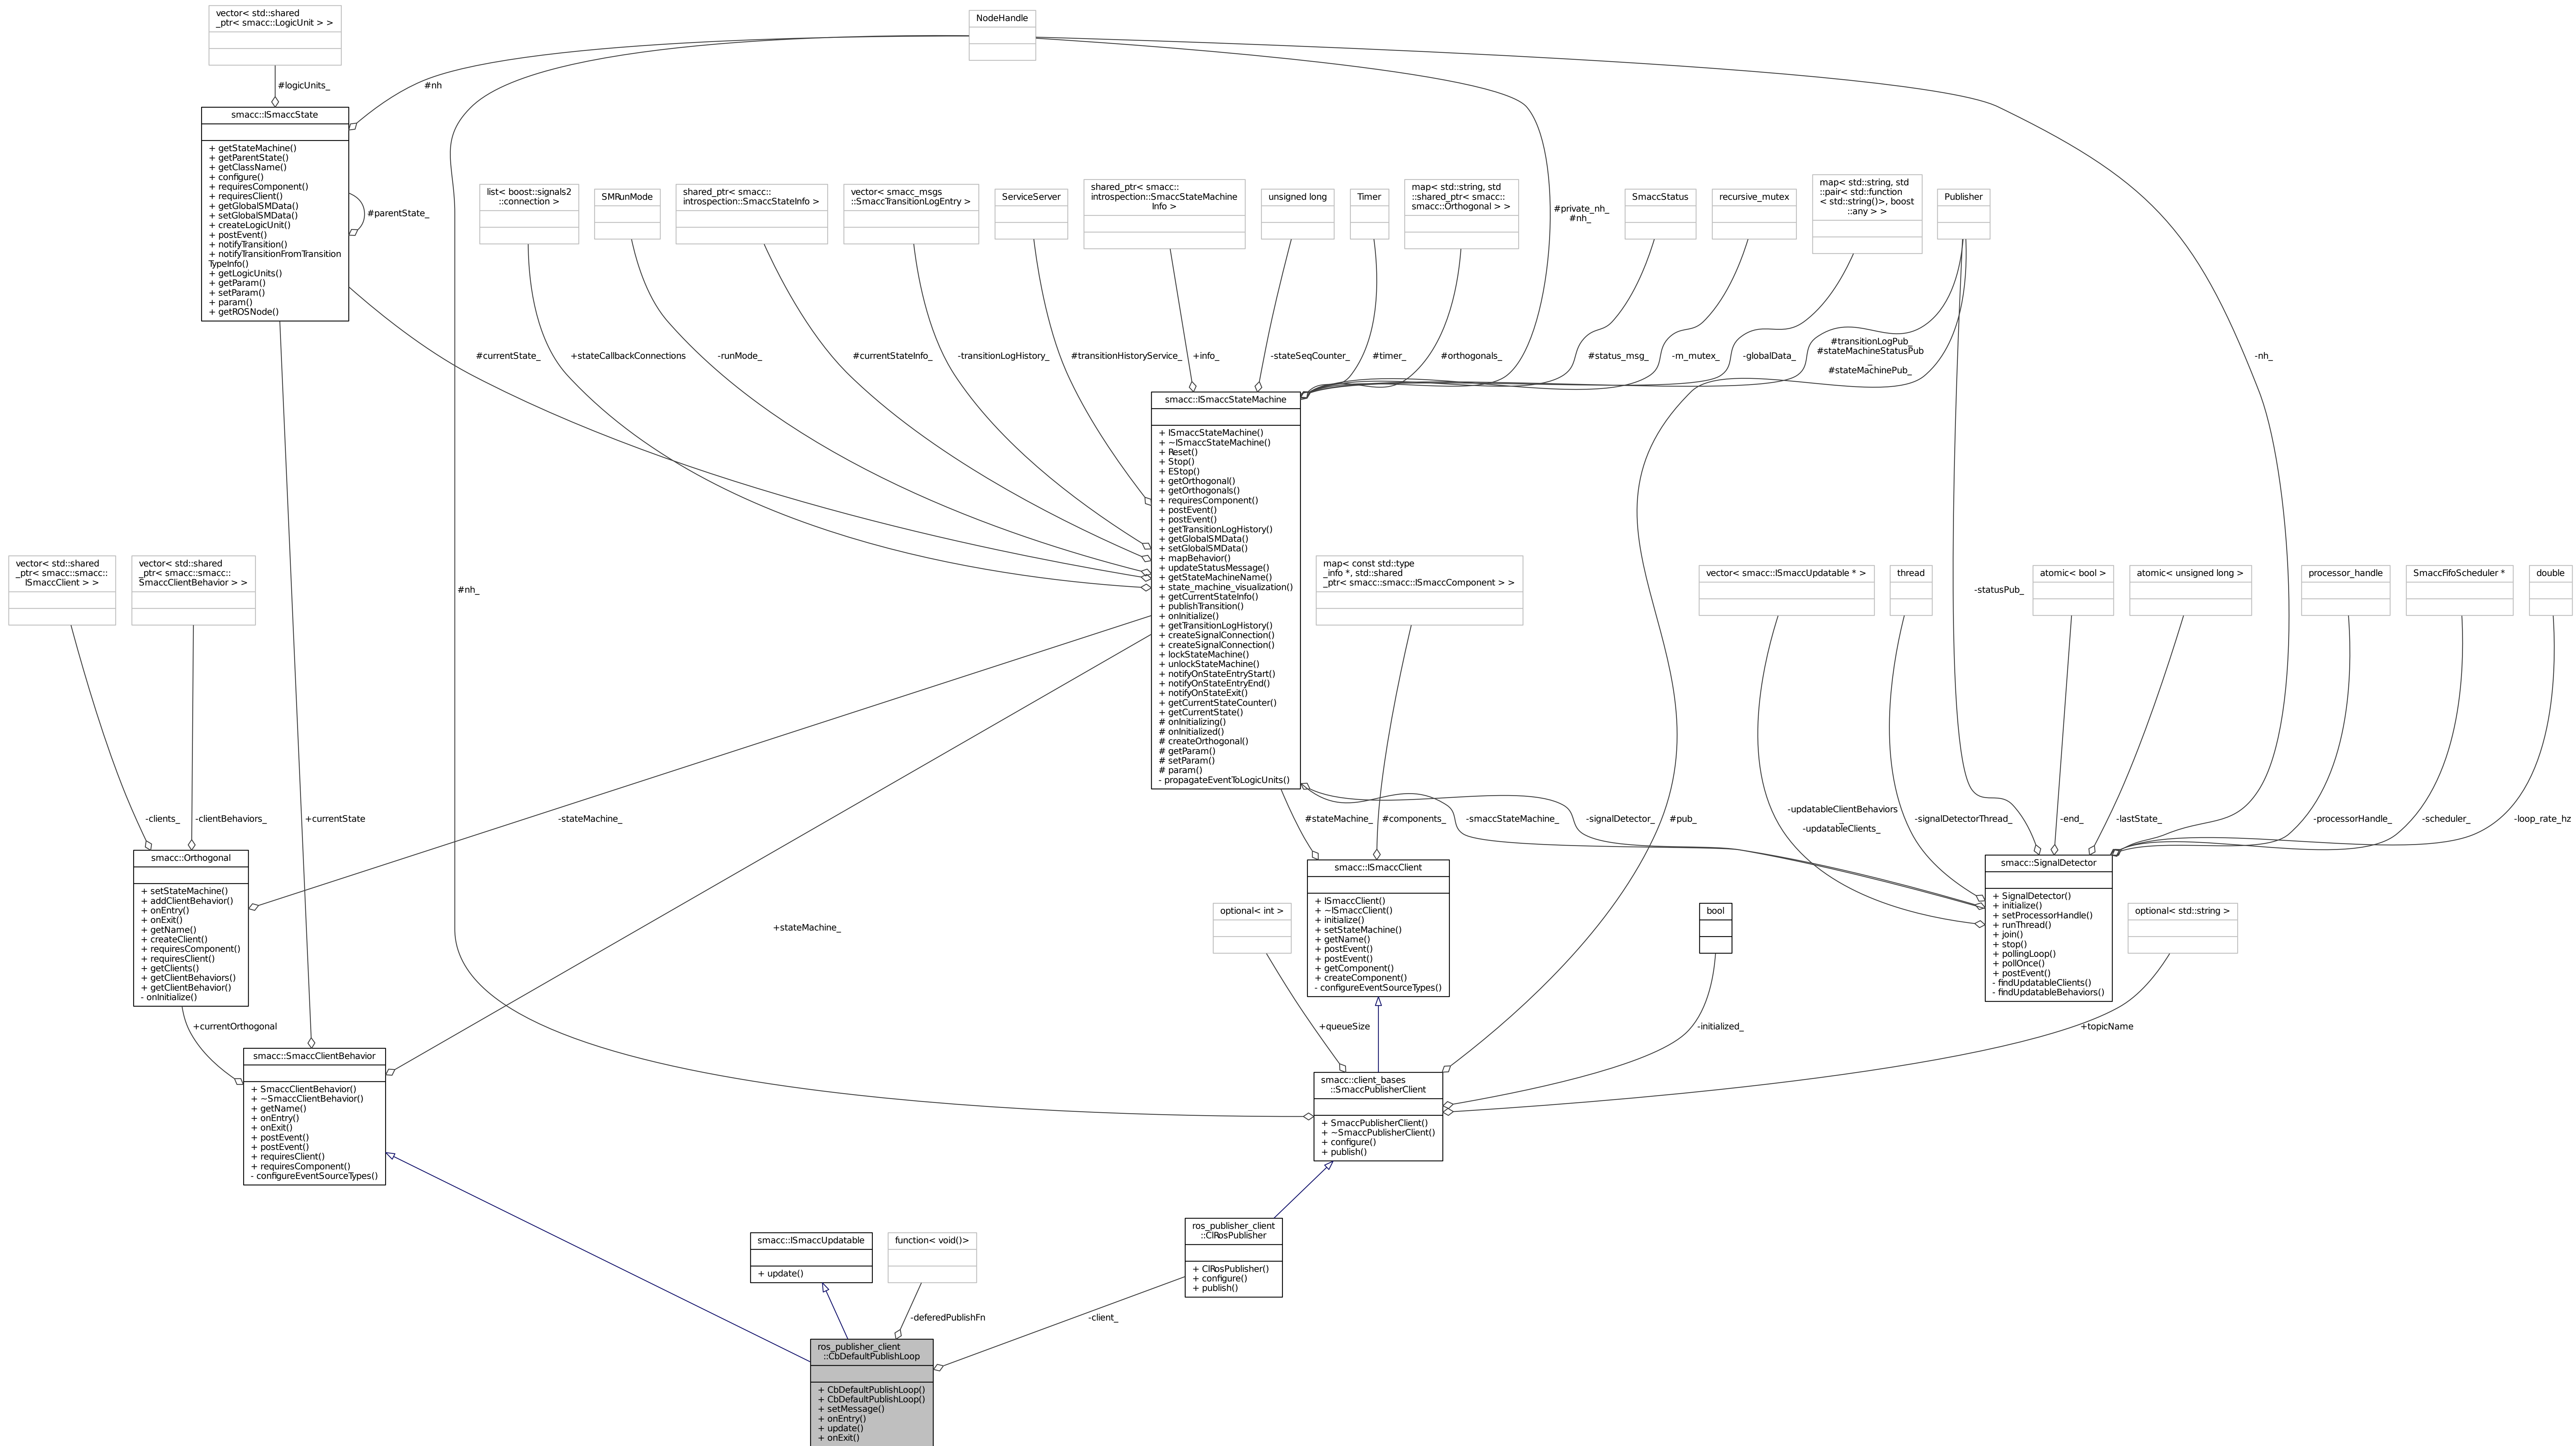 vector< std::shared
_ptr< smacc::LogicUnit > >
NodeHandle
#logicUnits_
#nh
smacc::ISmaccState
+ getStateMachine()
+ getParentState()
+ getClassName()
+ configure()
+ requiresComponent()
+ requiresClient()
+ getGlobalSMData()
+ setGlobalSMData()
+ createLogicUnit()
+ postEvent()
+ notifyTransition()
+ notifyTransitionFromTransition
TypeInfo()
+ getLogicUnits()
+ getParam()
+ setParam()
+ param()
+ getROSNode()
#parentState_
list< boost::signals2
::connection >
SMRunMode
shared_ptr< smacc::
introspection::SmaccStateInfo >
vector< smacc_msgs
::SmaccTransitionLogEntry >
ServiceServer
shared_ptr< smacc::
introspection::SmaccStateMachine
Info >
unsigned long
Timer
map< std::string, std
::shared_ptr< smacc::
smacc::Orthogonal > >
#private_nh_
#nh_
SmaccStatus
recursive_mutex
map< std::string, std
::pair< std::function
< std::string()>, boost
::any > >
Publisher
#currentState_
+stateCallbackConnections
-runMode_
#currentStateInfo_
-transitionLogHistory_
#transitionHistoryService_
+info_
-stateSeqCounter_
#timer_
#orthogonals_
#status_msg_
-m_mutex_
-globalData_
#transitionLogPub_
#stateMachineStatusPub
_
#stateMachinePub_
-nh_
smacc::ISmaccStateMachine
+ ISmaccStateMachine()
+ ~ISmaccStateMachine()
+ Reset()
+ Stop()
+ EStop()
+ getOrthogonal()
+ getOrthogonals()
+ requiresComponent()
+ postEvent()
+ postEvent()
+ getTransitionLogHistory()
+ getGlobalSMData()
+ setGlobalSMData()
+ mapBehavior()
+ updateStatusMessage()
+ getStateMachineName()
+ state_machine_visualization()
+ getCurrentStateInfo()
+ publishTransition()
+ onInitialize()
+ getTransitionLogHistory()
+ createSignalConnection()
+ createSignalConnection()
+ lockStateMachine()
+ unlockStateMachine()
+ notifyOnStateEntryStart()
+ notifyOnStateEntryEnd()
+ notifyOnStateExit()
+ getCurrentStateCounter()
+ getCurrentState()
# onInitializing()
# onInitialized()
# createOrthogonal()
# getParam()
# setParam()
# param()
- propagateEventToLogicUnits()
vector< std::shared
_ptr< smacc::smacc::
ISmaccClient > >
vector< std::shared
_ptr< smacc::smacc::
SmaccClientBehavior > >
#nh_
map< const std::type
_info *, std::shared
_ptr< smacc::smacc::ISmaccComponent > >
vector< smacc::ISmaccUpdatable * >
thread
-statusPub_
atomic< bool >
atomic< unsigned long >
processor_handle
SmaccFifoScheduler *
double
-clients_
-clientBehaviors_
+currentState
-stateMachine_
#stateMachine_
#components_
-smaccStateMachine_
-signalDetector_
#pub_
-updatableClientBehaviors
_
-updatableClients_
-signalDetectorThread_
-end_
-lastState_
-processorHandle_
-scheduler_
-loop_rate_hz
smacc::Orthogonal
+ setStateMachine()
+ addClientBehavior()
+ onEntry()
+ onExit()
+ getName()
+ createClient()
+ requiresComponent()
+ requiresClient()
+ getClients()
+ getClientBehaviors()
+ getClientBehavior()
- onInitialize()
+stateMachine_
optional< int >
smacc::ISmaccClient
+ ISmaccClient()
+ ~ISmaccClient()
+ initialize()
+ setStateMachine()
+ getName()
+ postEvent()
+ postEvent()
+ getComponent()
+ createComponent()
- configureEventSourceTypes()
bool
smacc::SignalDetector
+ SignalDetector()
+ initialize()
+ setProcessorHandle()
+ runThread()
+ join()
+ stop()
+ pollingLoop()
+ pollOnce()
+ postEvent()
- findUpdatableClients()
- findUpdatableBehaviors()
optional< std::string >
+currentOrthogonal
+queueSize
-initialized_
+topicName
smacc::SmaccClientBehavior
+ SmaccClientBehavior()
+ ~SmaccClientBehavior()
+ getName()
+ onEntry()
+ onExit()
+ postEvent()
+ postEvent()
+ requiresClient()
+ requiresComponent()
- configureEventSourceTypes()
smacc::client_bases
::SmaccPublisherClient
+ SmaccPublisherClient()
+ ~SmaccPublisherClient()
+ configure()
+ publish()
smacc::ISmaccUpdatable
+ update()
function< void()>
ros_publisher_client
::ClRosPublisher
+ ClRosPublisher()
+ configure()
+ publish()
-deferedPublishFn
-client_
ros_publisher_client
::CbDefaultPublishLoop
+ CbDefaultPublishLoop()
+ CbDefaultPublishLoop()
+ setMessage()
+ onEntry()
+ update()
+ onExit()